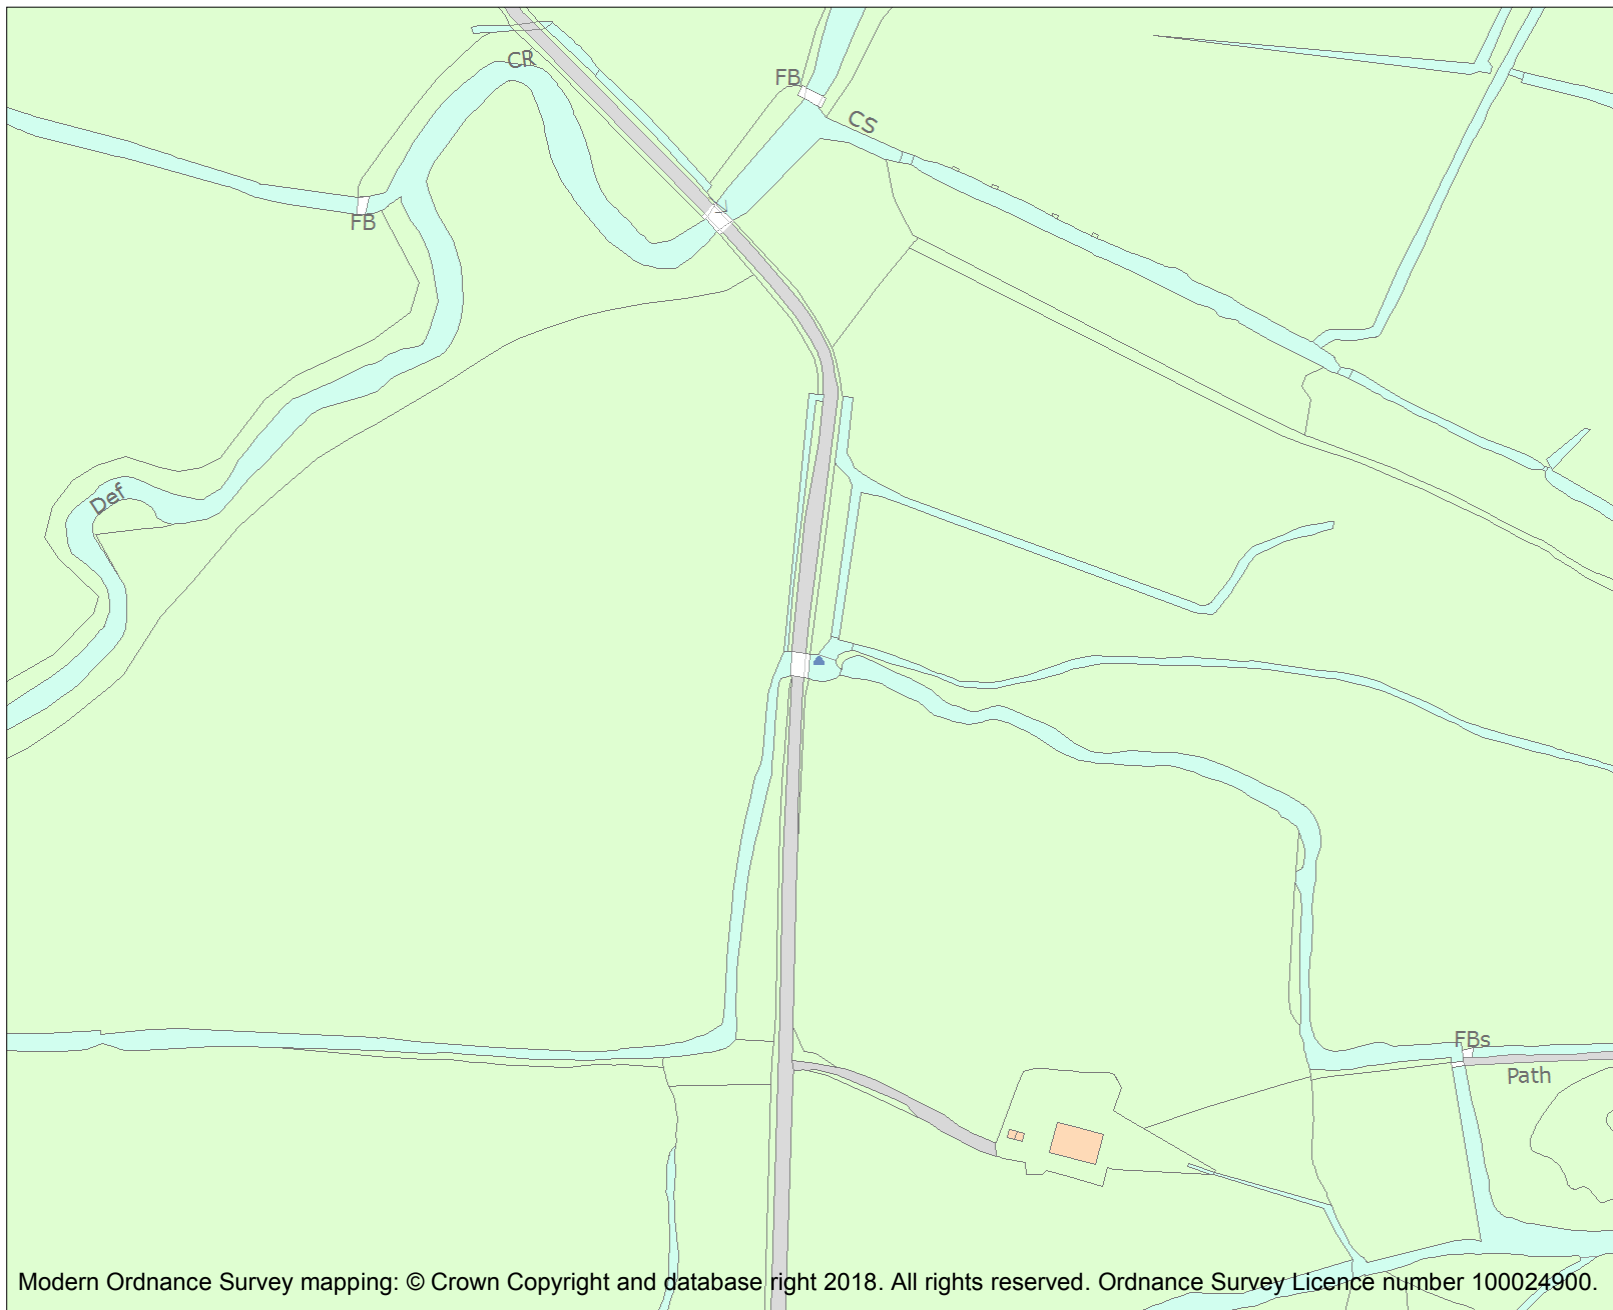 CR
FB
CS
FB
Def
FBs
Path
Modern Ordnance Survey mapping: © Crown Copyright and database right 2018. All rights reserved. Ordnance Survey Licence number 100024900.